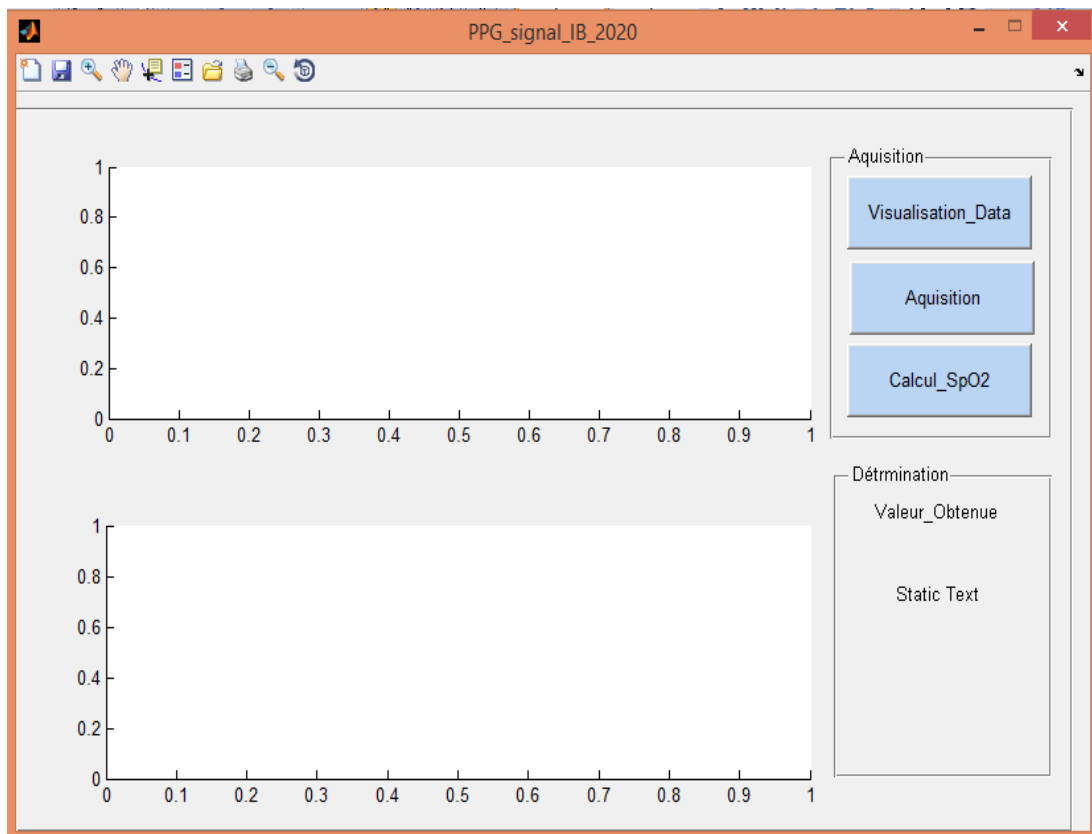 PPG_signal_IB_2020
1
0.8
0.6
0.4
0.2
0
0 0.1 0.2 0.3 0.4 0.5 0.6 0.7 0.8 0.9 1
Aquisition
Visualisation_Data
Aquisition
Calcul_SpO2
1
0.8
0.6
0.4
0.2
0
0 0.1 0.2 0.3 0.4 0.5 0.6 0.7 0.8 0.9 1
Détrmination
Valeur_Obtenue
Static Text